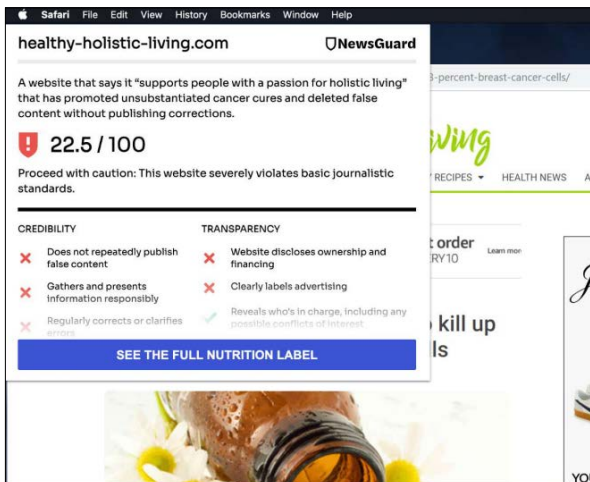 Safari File Edit View History Bookmarks Window Help
healthy-holistic-living.com
NewsGuard
A website that says it “supports people with a passion for holistic living”
that has promoted unsubstantiated cancer cures and deleted false
content without publishing corrections.
22.5 / 100
Proceed with caution: This website severely violates basic journalistic
standards.
CREDIBILITY
Does not repeatedly publish
false content
Gathers and presents
information responsibly
Regularly corrects or clarifies
errors
TRANSPARENCY
Website discloses ownership and
financing
Clearly labels advertising
Reveals who's in charge, including any
possible conflicts of interest
SEE THE FULL NUTRITION LABEL
-percent-breast-cancer-cells/
living
RECIPES HEALTH NEWS A
order
RY10
Learn mor
kill up
ls
YOU